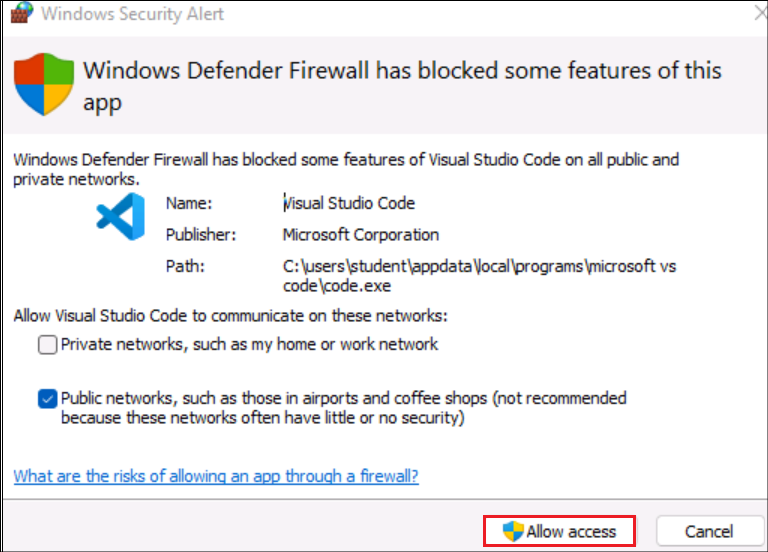 Windows Security Alert
Windows Defender Firewall has blocked some features of this
app
Windows Defender Firewall has blocked some features of Visual Studio Code on all public and
private networks.
Name: Visual Studio Code
Publisher: Microsoft Corporation
Path: C:\users\student\appdata\local\programs\microsoft vs
code\code.exe
Allow Visual Studio Code to communicate on these networks:
Private networks, such as my home or work network
Public networks, such as those in airports and coffee shops (not recommended
because these networks often have little or no security)
What are the risks of allowing an app through a firewall?
Allow access Cancel